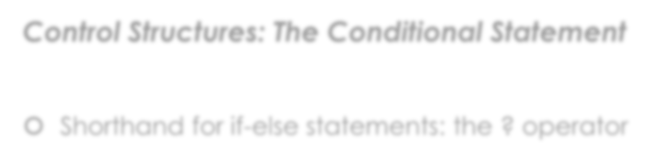 Control Structures: The Conditional Statement
O Shorthand for if-else statements: the ? operator